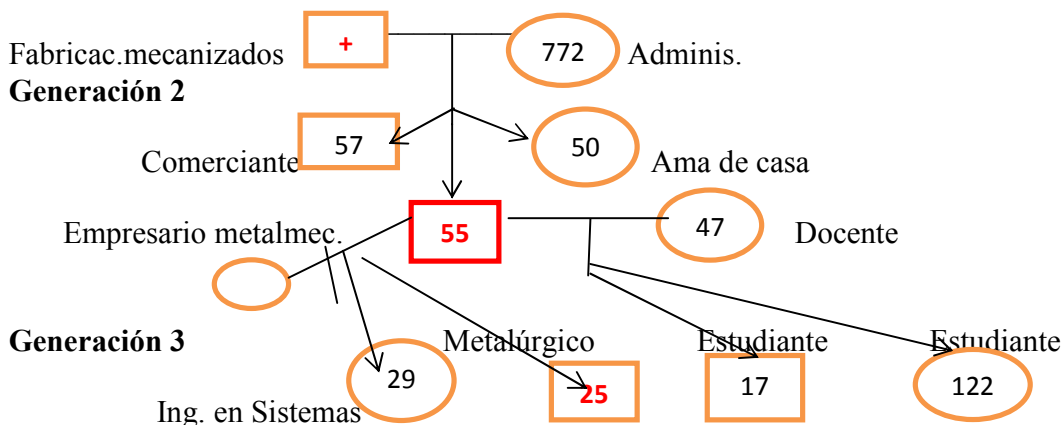 Fabricac.mecanizados + 772 Adminis.
Generación 2
Comerciante 57 50 Ama de casa
Empresario metalmec. 55 47 Docente
Generación 3 Metalúrgico Estudiante Estudiante
Ing. en Sistemas 29 25 17 122